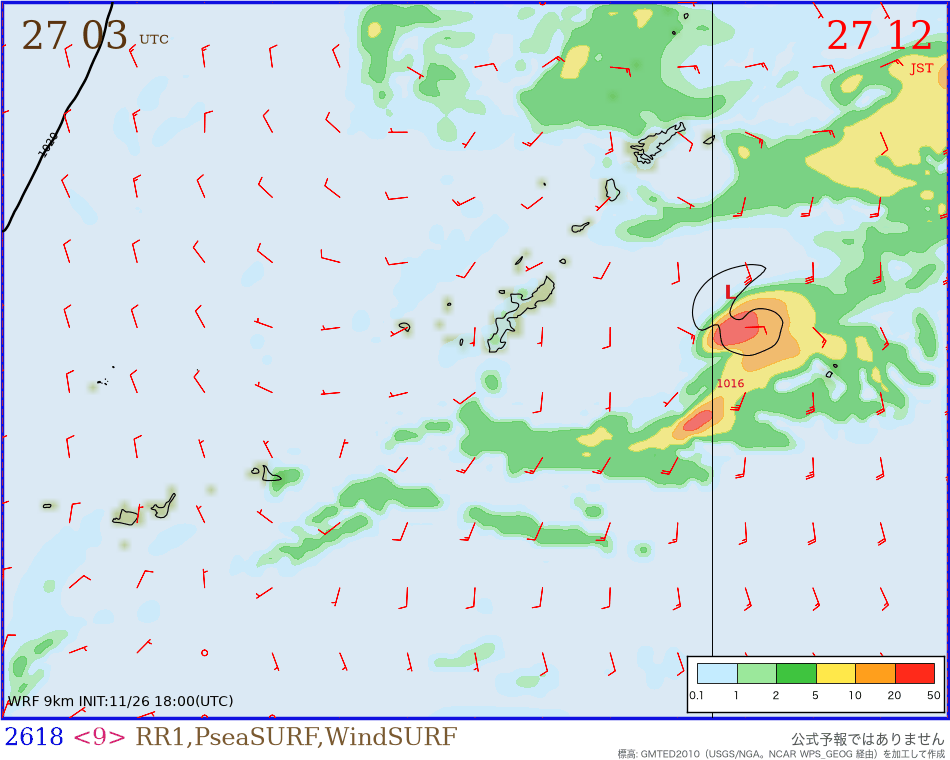 27 03 UTC
27 12
JST
1020
L
1016
0.1 1 2 5 10 20 50
WRF 9km INIT:11/26 18:00(UTC)
2618 <9> RR1,PseaSURF,WindSURF
公式予報ではありません
標高: GMTED2010（USGS/NGA。NCAR WPS_GEOG 経由）を加工して作成